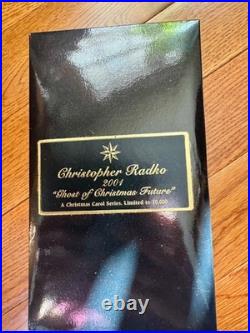 Christopher Radko
2001
"Ghost of Christmas Future"
A Christmas Carol Series, Limited to 10,000